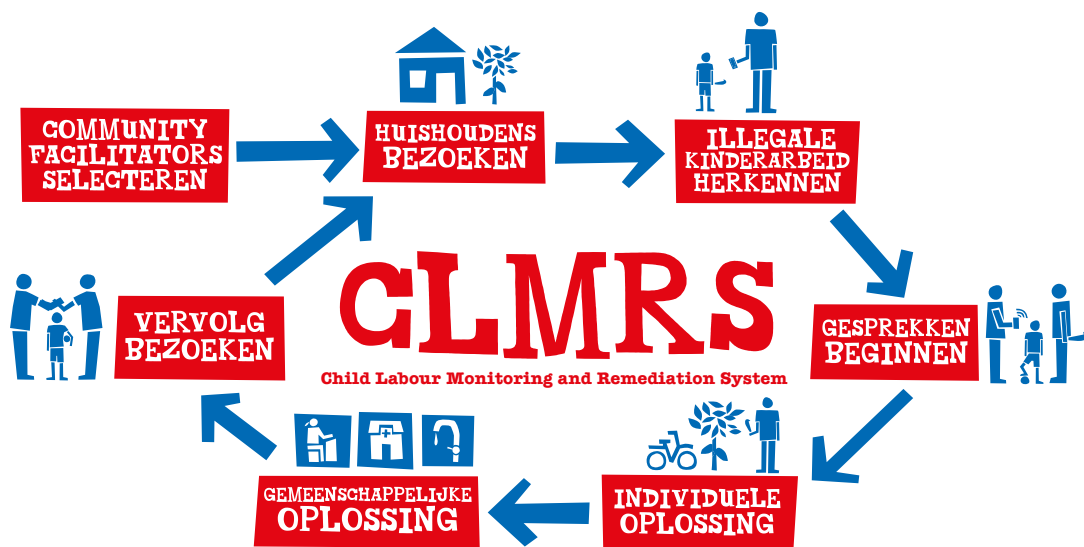 COMMUNITY
FACILITATORS
SELECTEREN
HUISHOUDENS
BEZOEKEN
ILLEGALE
KINDERARBEID
HERKENNEN
GESPREKKEN
BEGINNEN
INDIVIDUELE
OPLOSSING
GEMEENSCHAPPELIJKE
OPLOSSING
VERVOLG
BEZOEKEN
CLMRS
Child Labour Monitoring and Remediation System